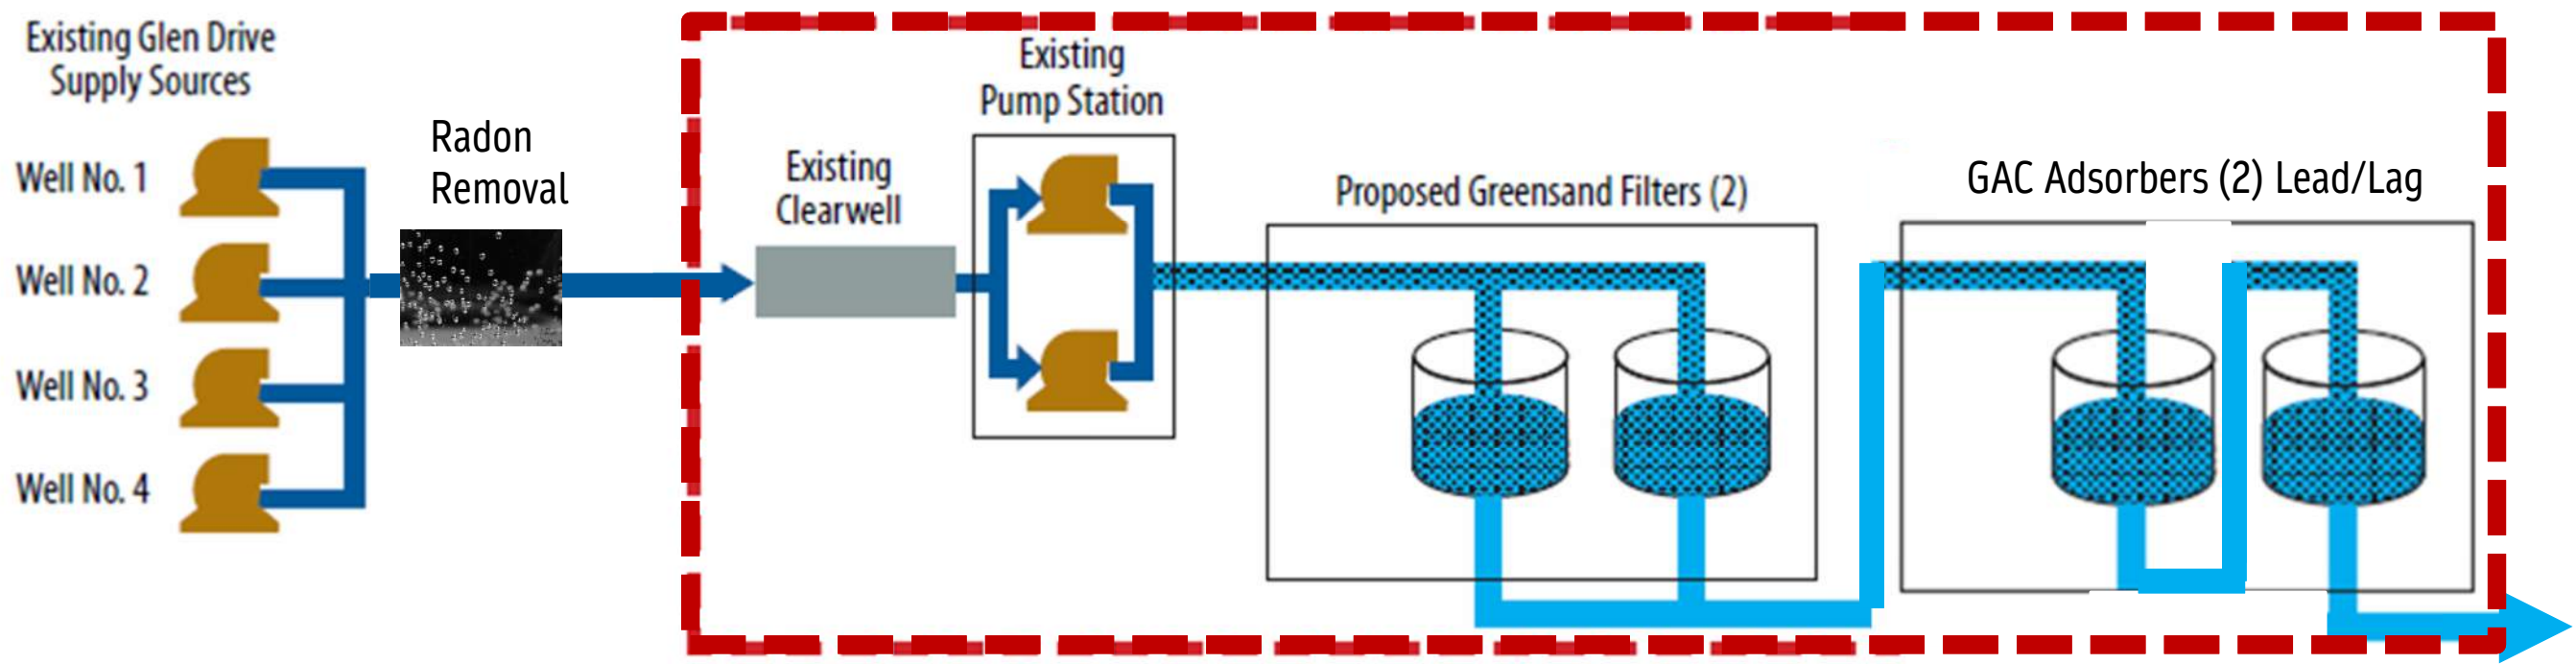 Existing Glen Drive
Supply Sources
Well No. 1
Well No. 2
Well No. 3
Well No. 4
Radon
Removal
Existing
Clearwell
Existing
Pump Station
Proposed Greensand Filters (2)
GAC Adsorbers (2) Lead/Lag